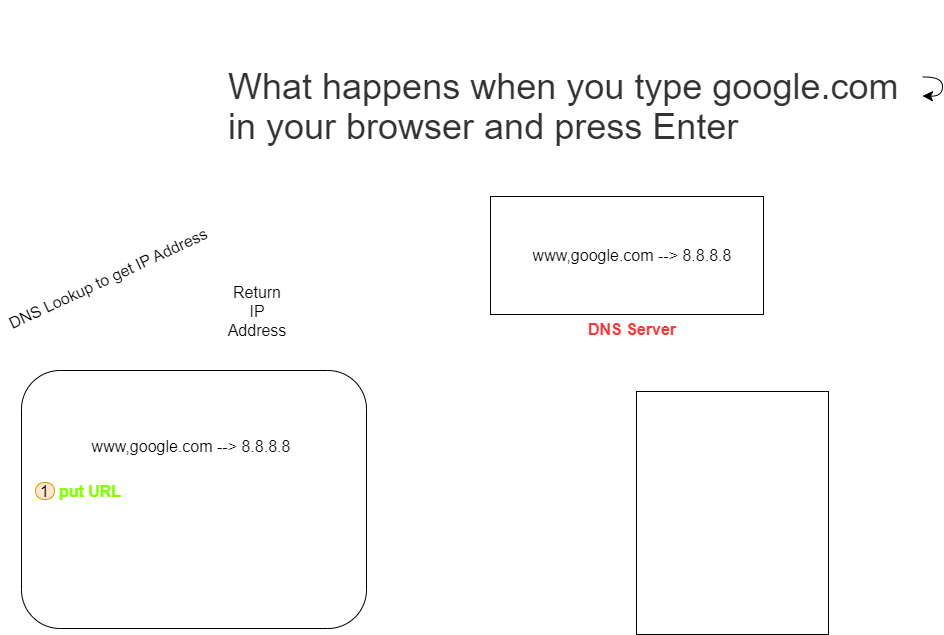 What happens when you type google.com
in your browser and press Enter
DNS Lookup to get IP Address
Return
IP
Address
www,google.com --> 8.8.8.8
DNS Server
www,google.com --> 8.8.8.8
1 put URL